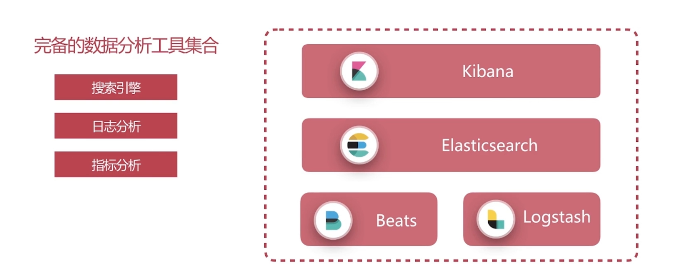 完备的数据分析工具集合
搜索引擎
日志分析
指标分析
Kibana
Elasticsearch
Beats
Logstash